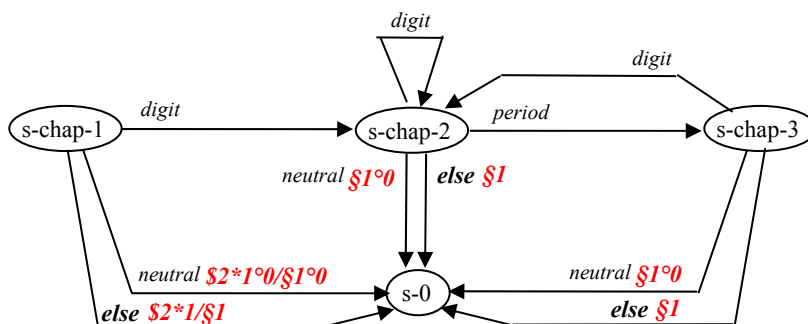 digit
digit
digit
period
s-chap-1
s-chap-2
s-chap-3
neutral §1°0
else §1
neutral $2*1°0/§1°0
neutral §1°0
s-0
else $2*1/§1
else §1